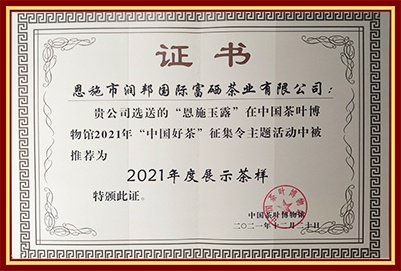 证书
恩施市润邦国际富硒茶业有限公司：
贵公司选送的“恩施玉露”在中国茶叶博
物馆2021年“中国好茶”征集令主题活动中被
推荐为
2021年度展示茶样
特颁此证。
中国茶叶博物馆